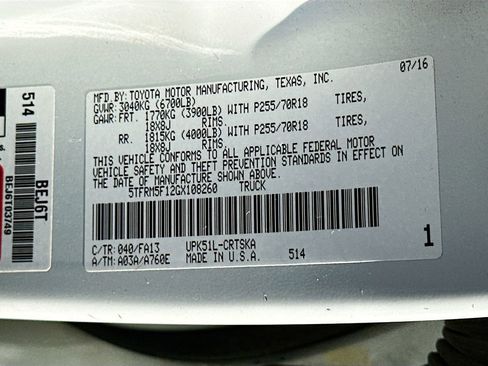 MFD.BY:TOYOTA MOTOR MANUFACTURING, TEXAS, INC.
07/16
GVWR:3040KG (6700LB)
GAWR:FRT. 1770KG (3900LB) WITH P255/70R18 TIRES,
18X8J RIMS.
RR. 1815KG (4000LB) WITH P255/70R18 TIRES,
18X8J RIMS.
THIS VEHICLE CONFORMS TO ALL APPLICABLE FEDERAL MOTOR
VEHICLE SAFETY AND THEFT PREVENTION STANDARDS IN EFFECT ON
THE DATE OF MANUFACTURE SHOWN ABOVE.
5TFRM5F12GX108260 TRUCK
C/TR:040/FA13 UPK51L-CRTSKA
A/TM:A03A/A760E MADE IN U.S.A. 514
1
514
BEJ6T
BEJ6T03749